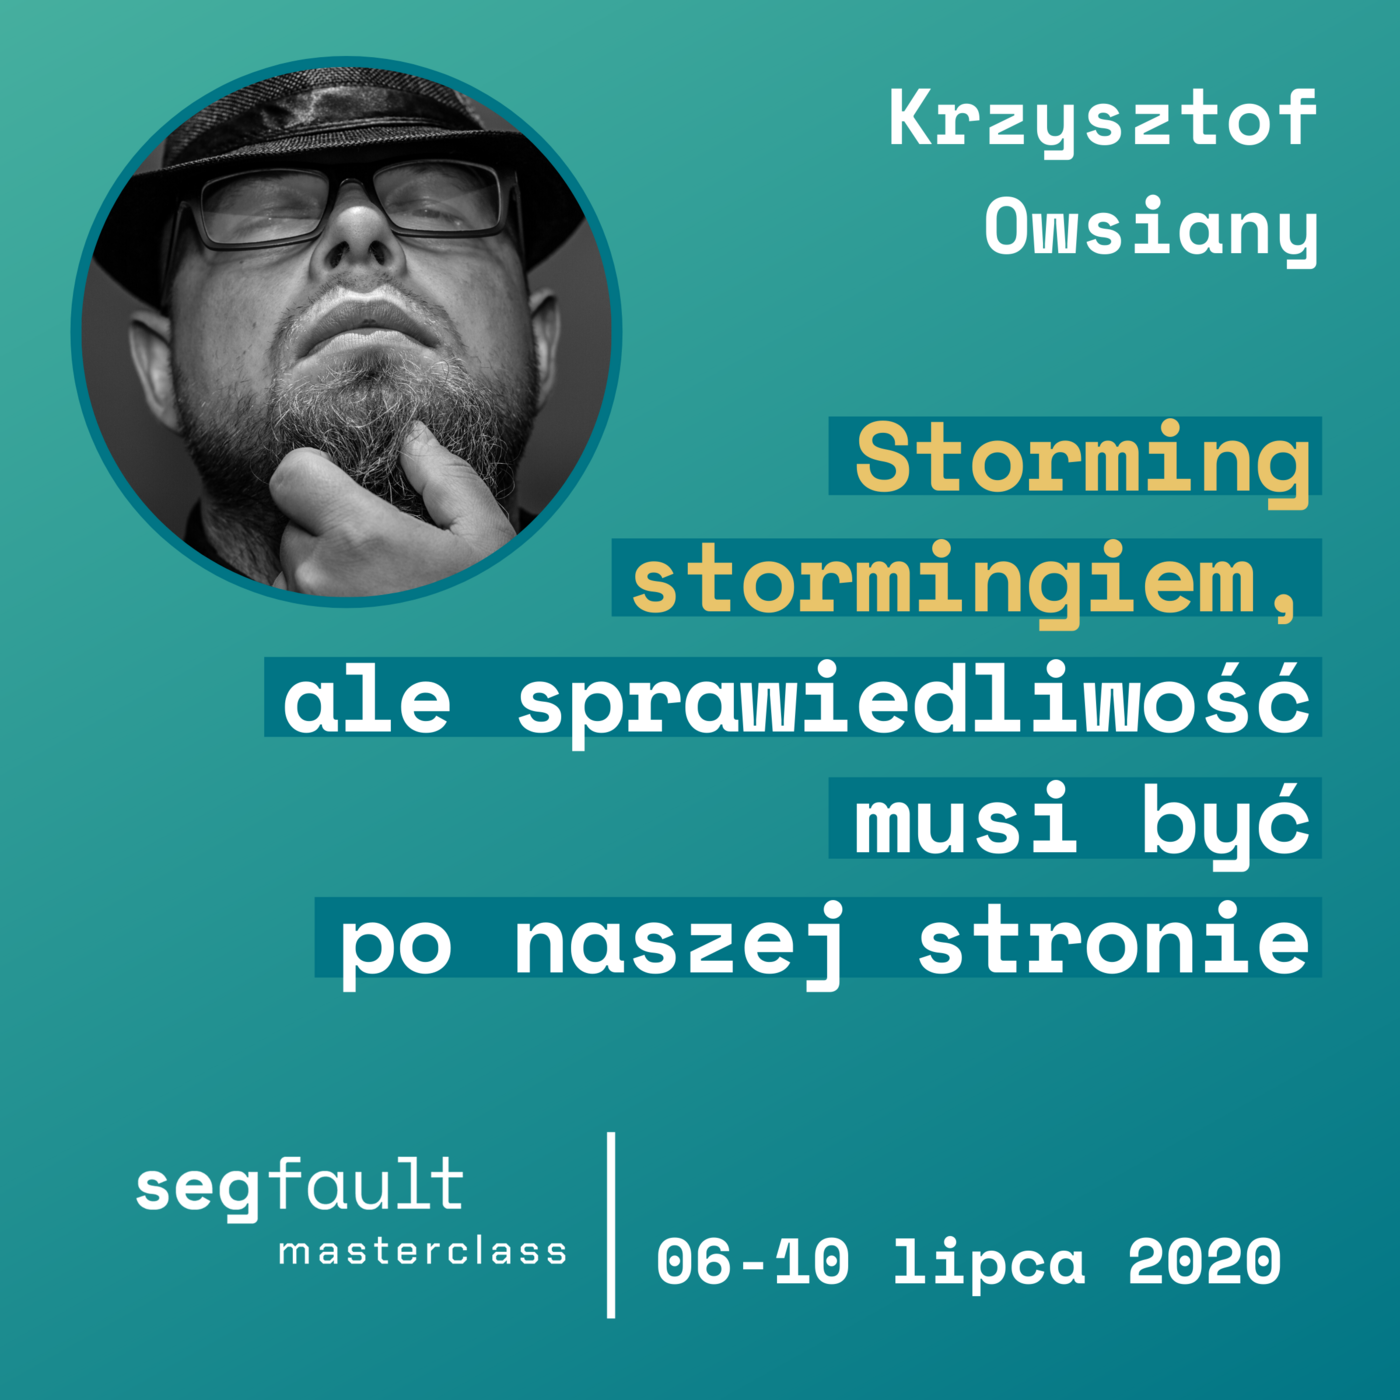 Krzysztof
Owsiany
Storming
stormingiem,
ale sprawiedliwość
musi być
po naszej stronie
segfault
masterclass
06-10 lipca 2020